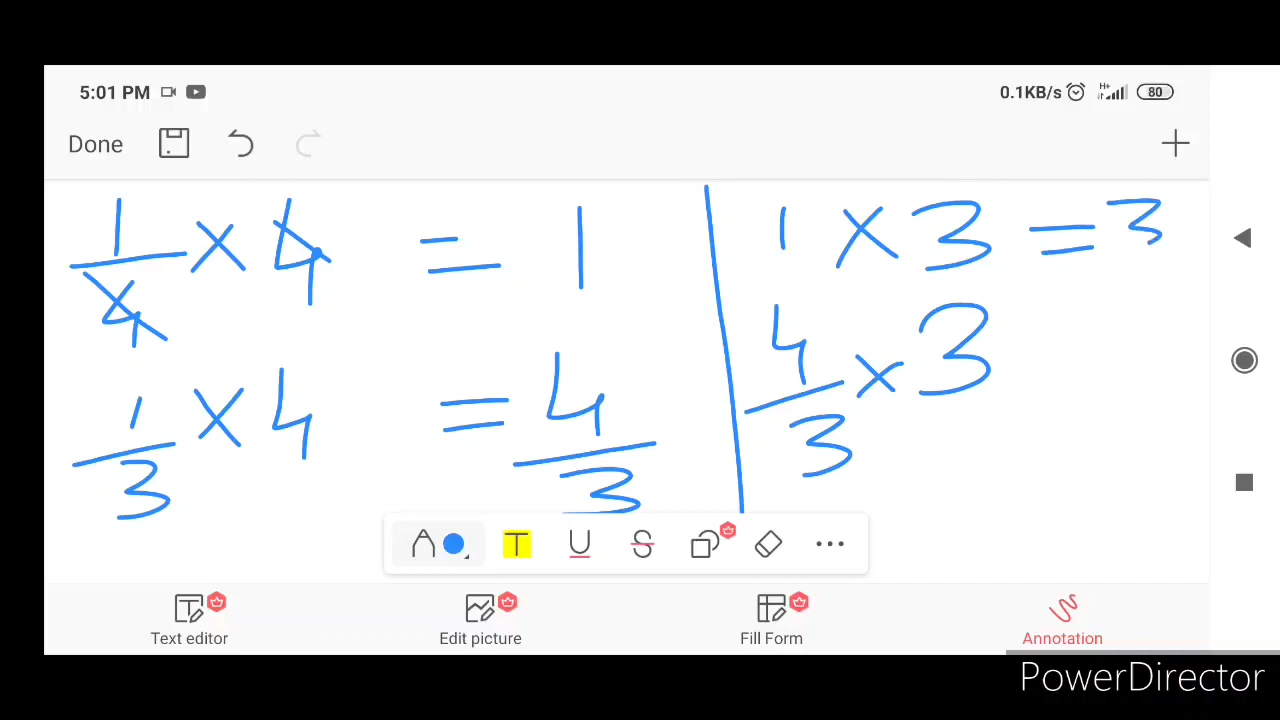 5:01 PM 0.1KB/s H+ 80
Done
1/4 × 4 = 1
1/3 × 4 = 4/3
1 × 3 = 3
4/3 × 3
T U S
Text editor Edit picture Fill Form Annotation
PowerDirector